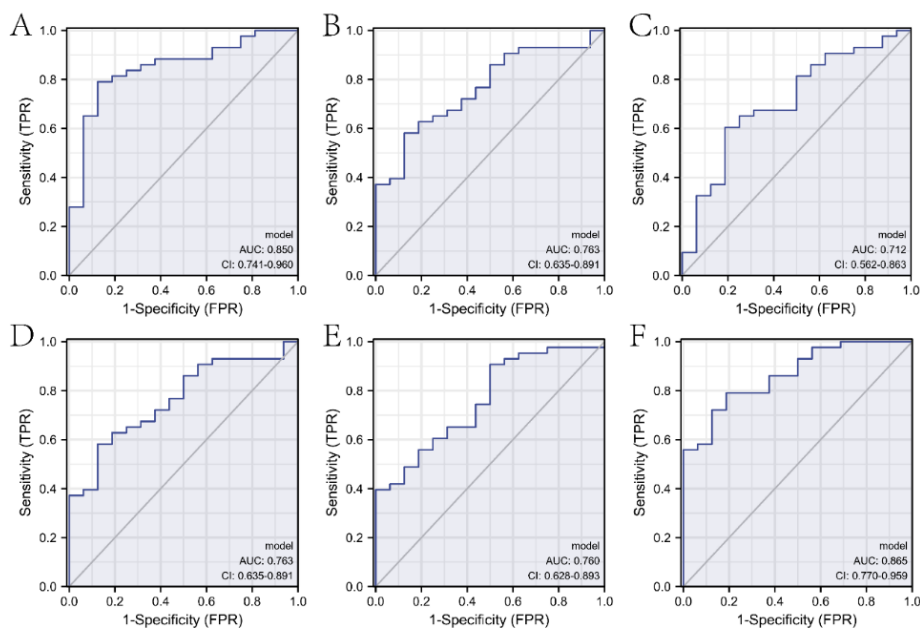 A
B
C
1.0
0.8
0.6
0.4
0.2
0.0
Sensitivity (TPR)
model
AUC: 0.850
CI: 0.741-0.960
0.0 0.2 0.4 0.6 0.8 1.0
1-Specificity (FPR)
1.0
0.8
0.6
0.4
0.2
0.0
Sensitivity (TPR)
model
AUC: 0.763
CI: 0.635-0.891
0.0 0.2 0.4 0.6 0.8 1.0
1-Specificity (FPR)
1.0
0.8
0.6
0.4
0.2
0.0
Sensitivity (TPR)
model
AUC: 0.712
CI: 0.562-0.863
0.0 0.2 0.4 0.6 0.8 1.0
1-Specificity (FPR)
D
E
F
1.0
0.8
0.6
0.4
0.2
0.0
Sensitivity (TPR)
model
AUC: 0.763
CI: 0.635-0.891
0.0 0.2 0.4 0.6 0.8 1.0
1-Specificity (FPR)
1.0
0.8
0.6
0.4
0.2
0.0
Sensitivity (TPR)
model
AUC: 0.760
CI: 0.628-0.893
0.0 0.2 0.4 0.6 0.8 1.0
1-Specificity (FPR)
1.0
0.8
0.6
0.4
0.2
0.0
Sensitivity (TPR)
model
AUC: 0.865
CI: 0.770-0.959
0.0 0.2 0.4 0.6 0.8 1.0
1-Specificity (FPR)